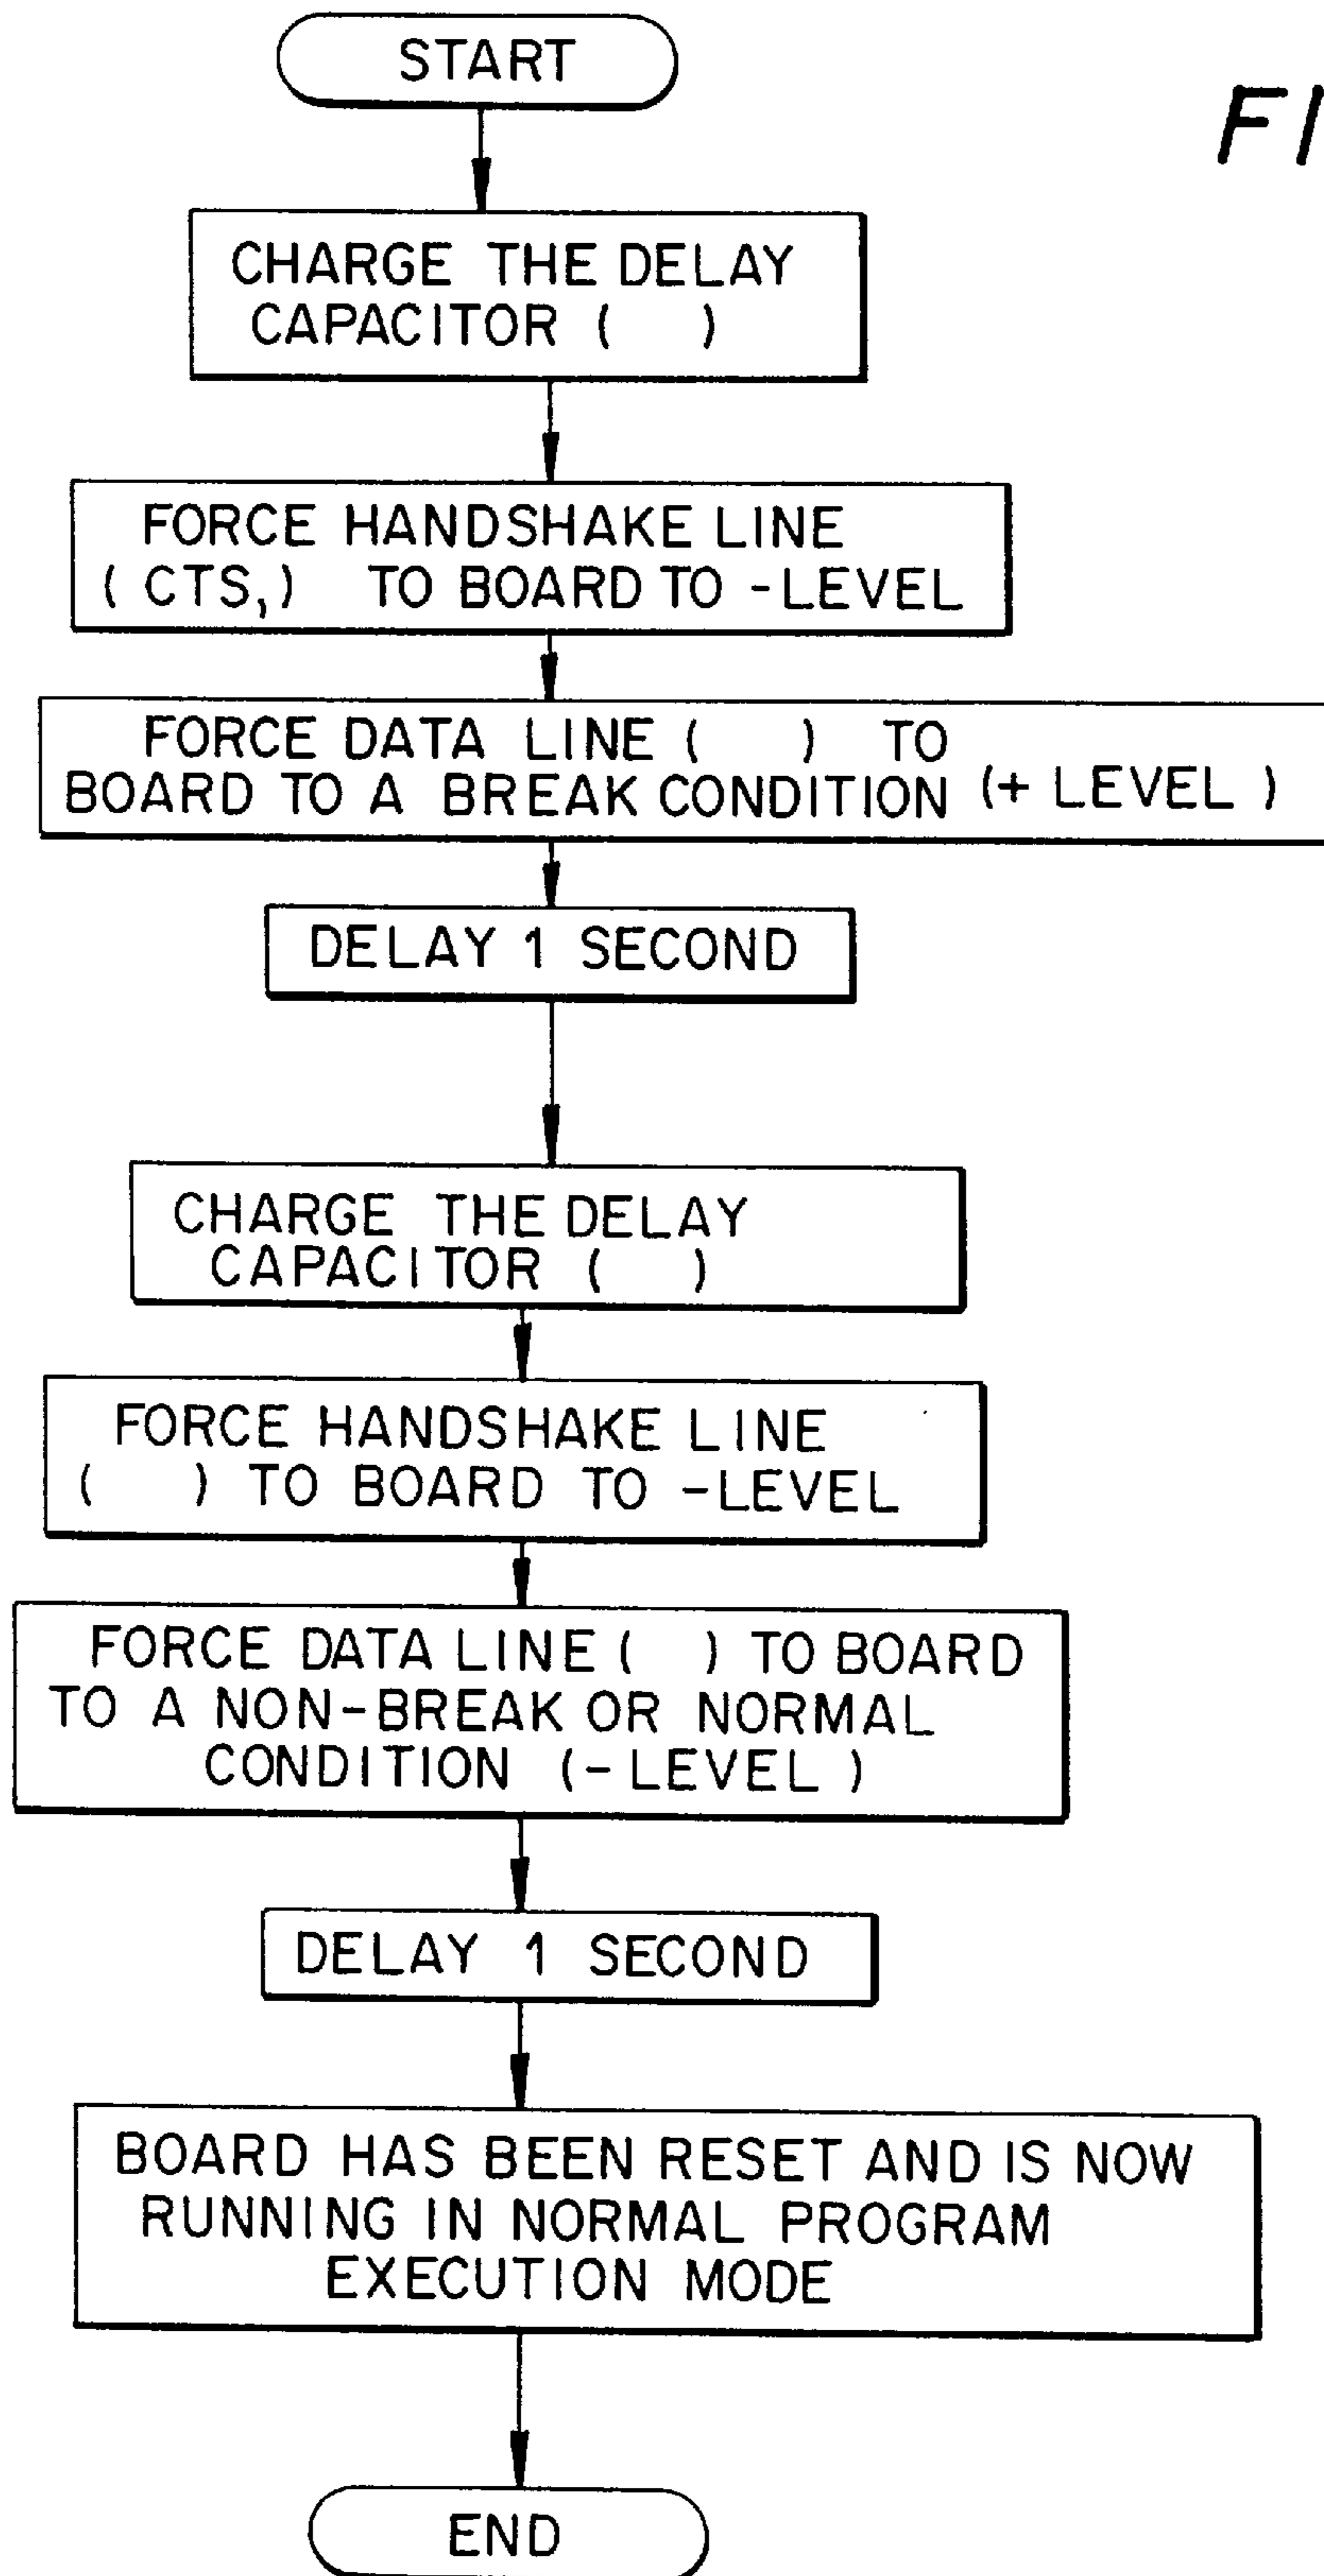 START
FI
CHARGE THE DELAY
CAPACITOR ( )
FORCE HANDSHAKE LINE
( CTS,) TO BOARD TO -LEVEL
FORCE DATA LINE ( ) TO
BOARD TO A BREAK CONDITION (+ LEVEL )
DELAY 1 SECOND
CHARGE THE DELAY
CAPACITOR ( )
FORCE HANDSHAKE LINE
( ) TO BOARD TO -LEVEL
FORCE DATA LINE ( ) TO BOARD
TO A NON-BREAK OR NORMAL
CONDITION (- LEVEL )
DELAY 1 SECOND
BOARD HAS BEEN RESET AND IS NOW
RUNNING IN NORMAL PROGRAM
EXECUTION MODE
END